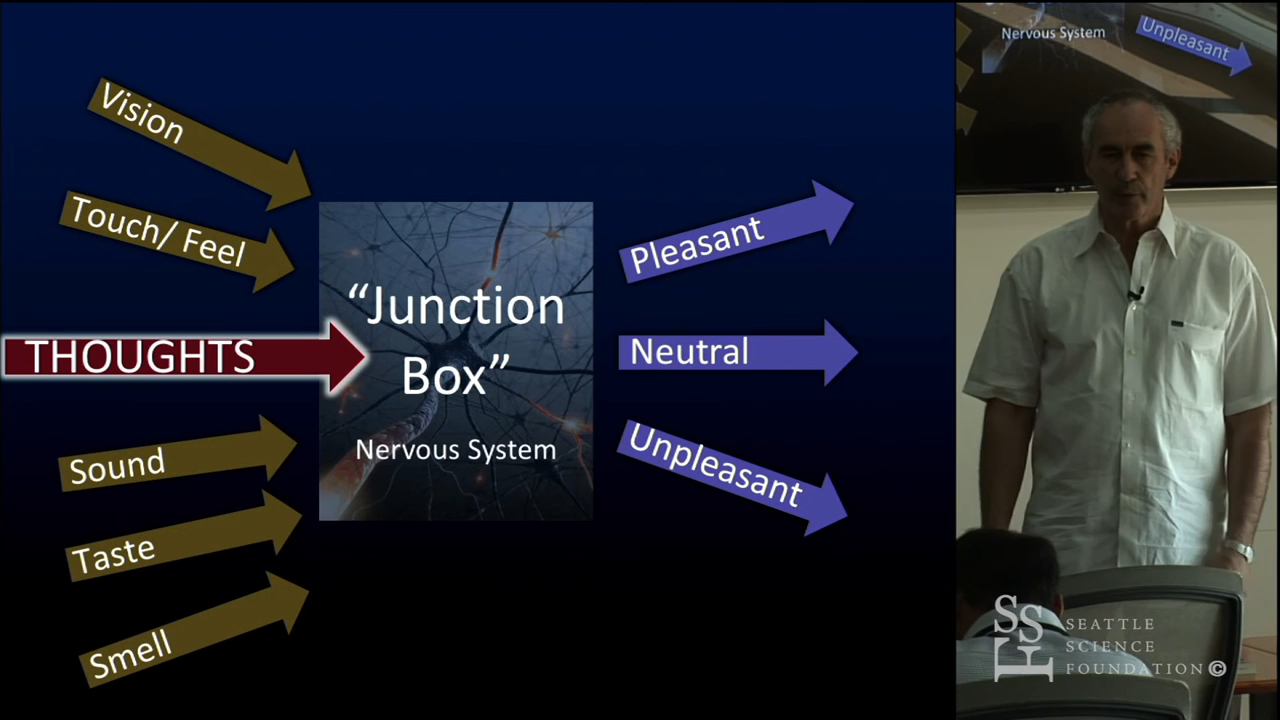 Vision
Touch/ Feel
THOUGHTS
Sound
Taste
Smell
“Junction
Box”
Nervous System
Pleasant
Neutral
Unpleasant
Nervous System
Unpleasant
SSF
SEATTLE
SCIENCE
FOUNDATION©